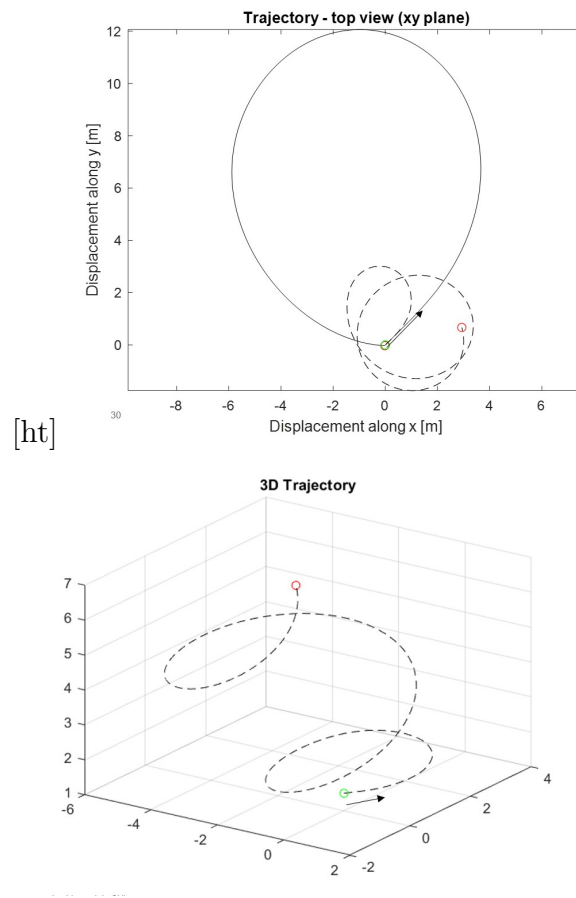 Trajectory - top view (xy plane)
12
10
8
6
4
2
0
Displacement along y [m]
-8 -6 -4 -2 0 2 4 6
Displacement along x [m]
30
[ht]
3D Trajectory
7
6
5
4
3
2
1
-6 -4 -2 0 2
-2 0 2 4